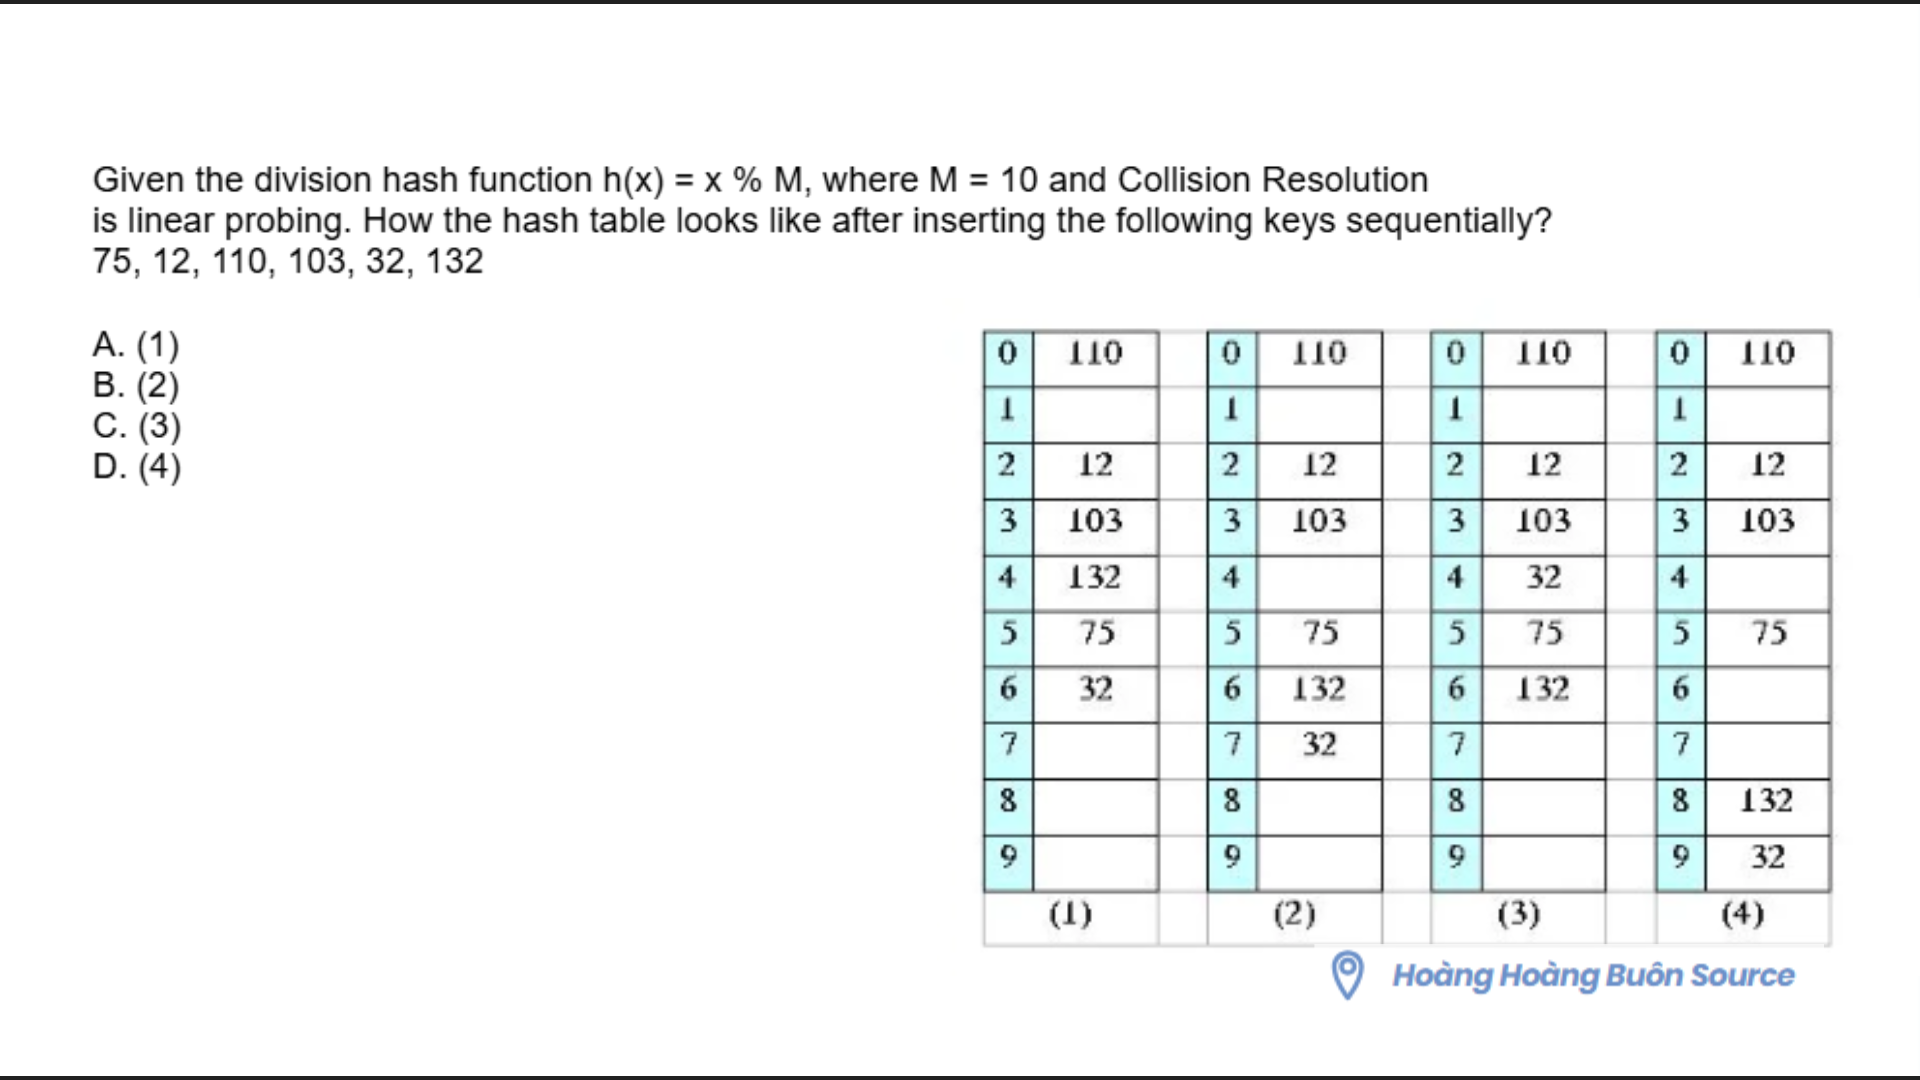 Given the division hash function h(x) = x % M, where M = 10 and Collision Resolution
is linear probing. How the hash table looks like after inserting the following keys sequentially?
75, 12, 110, 103, 32, 132
A. (1)
B. (2)
C. (3)
D. (4)
0 110 0 110 0 110 0 110
1 1 1 1
2 12 2 12 2 12 2 12
3 103 3 103 3 103 3 103
4 132 4 4 32 4
5 75 5 75 5 75 5 75
6 32 6 132 6 132 6
7 7 32 7 7
8 8 8 8 132
9 9 9 9 32
(1) (2) (3) (4)
Hoàng Hoàng Buôn Source